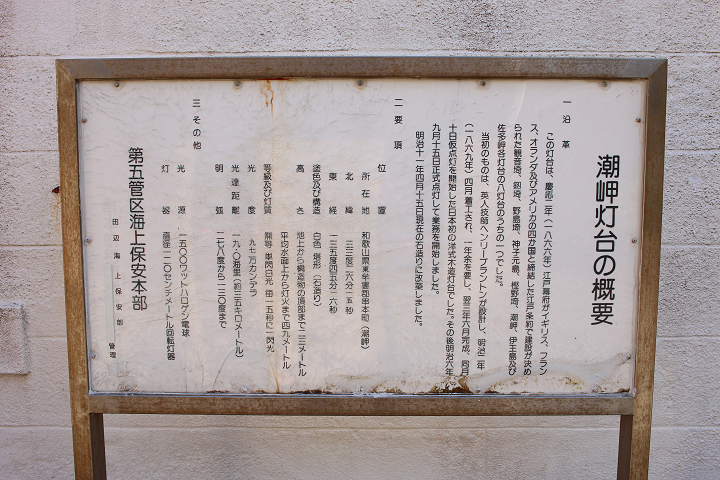 潮岬灯台の概要
一 沿革
この灯台は、慶応二年(一八六六年)江戸幕府がイギリス、フラン
ス、オランダ及びアメリカの四か国と締結した江戸条約で建設が決め
られた観音埼、剱埼、野島埼、神子元島、樫野埼、潮岬、伊王島及び
佐多岬各灯台の八灯台のうちの一つでした。
当初のものは、英人技師ヘンリーブラントンが設計し、明治二年
(一八六九年)四月着工され、一年余を要し、翌三年六月完成、同月
十日仮点灯を開始した日本初の洋式木造灯台でした。その後明治六年
九月十五日正式点灯して業務を開始しました。
明治十一年四月十五日現在の石造りに改築しました。
二 要項
位置
所在地 和歌山県東牟婁郡串本町(潮岬)
北緯 三三度二六分一五秒
東経 一三五度四五分一六秒
塗色及び構造 白色 塔形(石造り)
高さ 地上から構造物の頂部まで二三メートル
平均水面上から灯火まで四九メートル
等級及び灯質 無等 単閃白光 毎一五秒に一閃光
光度 九七万カンデラ
光達距離 一九・〇海里(約三五キロメートル)
明弧 二七八度から一三〇度まで
三 その他
光源 一五〇〇ワットハロゲン電球
灯器 直径一二〇センチメートル回転灯器
第五管区海上保安本部
田辺海上保安部 管理